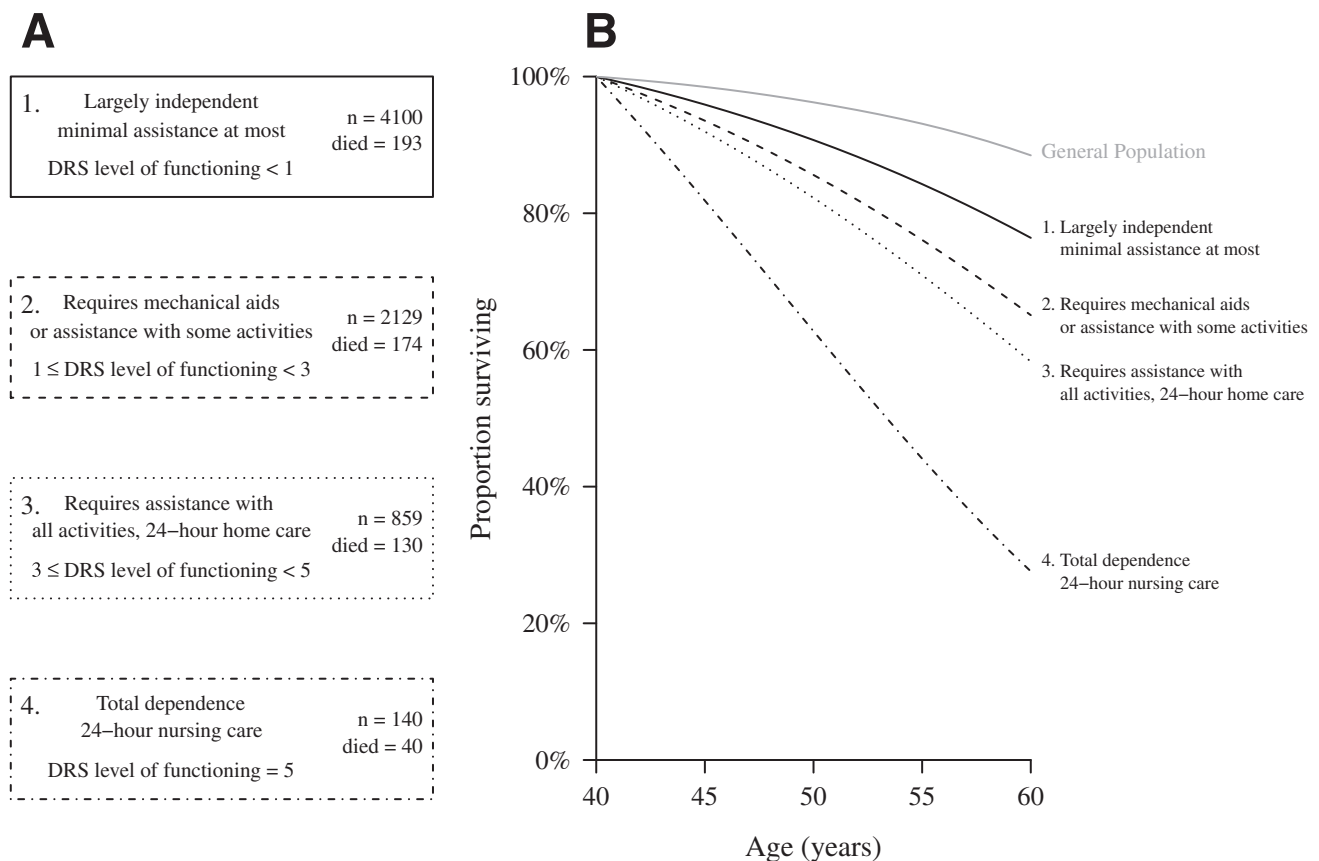 A
1. Largely independent
minimal assistance at most
DRS level of functioning < 1
n = 4100
died = 193
2. Requires mechanical aids
or assistance with some activities
1 ≤ DRS level of functioning < 3
n = 2129
died = 174
3. Requires assistance with
all activities, 24−hour home care
3 ≤ DRS level of functioning < 5
n = 859
died = 130
4. Total dependence
24−hour nursing care
DRS level of functioning = 5
n = 140
died = 40
B
Proportion surviving
100%
80%
60%
40%
20%
0%
40 45 50 55 60
Age (years)
General Population
1. Largely independent
minimal assistance at most
2. Requires mechanical aids
or assistance with some activities
3. Requires assistance with
all activities, 24−hour home care
4. Total dependence
24−hour nursing care